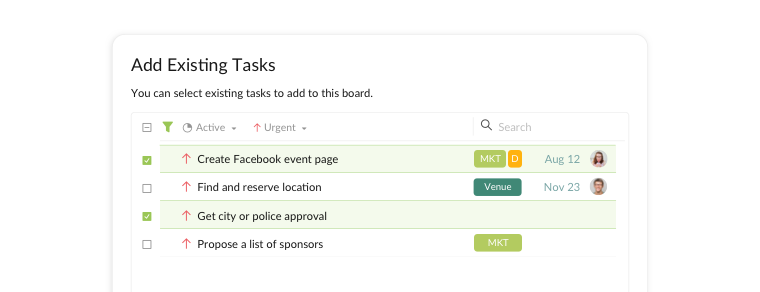 Add Existing Tasks
You can select existing tasks to add to this board.
Active Urgent Search
Create Facebook event page MKT D Aug 12
Find and reserve location Venue Nov 23
Get city or police approval
Propose a list of sponsors MKT